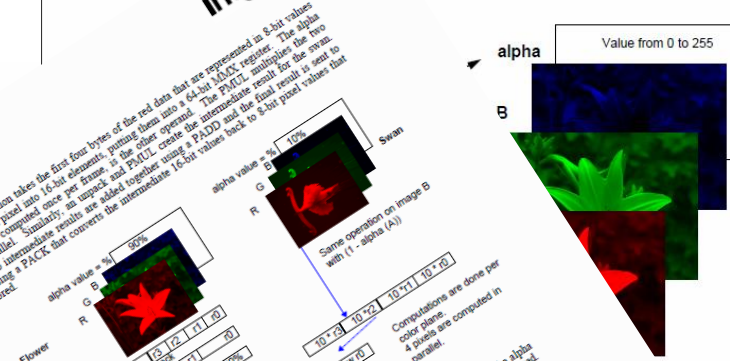 tion takes the first four bytes of the red data that are represented in 8-bit values
pixel into 16-bit elements, putting them into a 64-bit MMX register. The alpha
computed once per frame, is the other operand. The PMUL multiplies the two
llel. Similarly, an unpack and PMUL create the intermediate result for the swan.
intermediate results are added together using a PADD and the final result is sent to
ng a PACK that converts the intermediate 16-bit values back to 8-bit pixel values that
red.
alpha
Value from 0 to 255
B
alpha value = %
10%
B
G
R
Swan
Same operation on image B
with (1 - alpha (A))
alpha value = %
90%
B
G
R
Flower
r3 r2 r1 r0
r0
10 * r3 10 *r2 10 *r1 10 * r0
Computations are done per
color plane.
4 pixels are computed in
parallel.
w r0
alpha